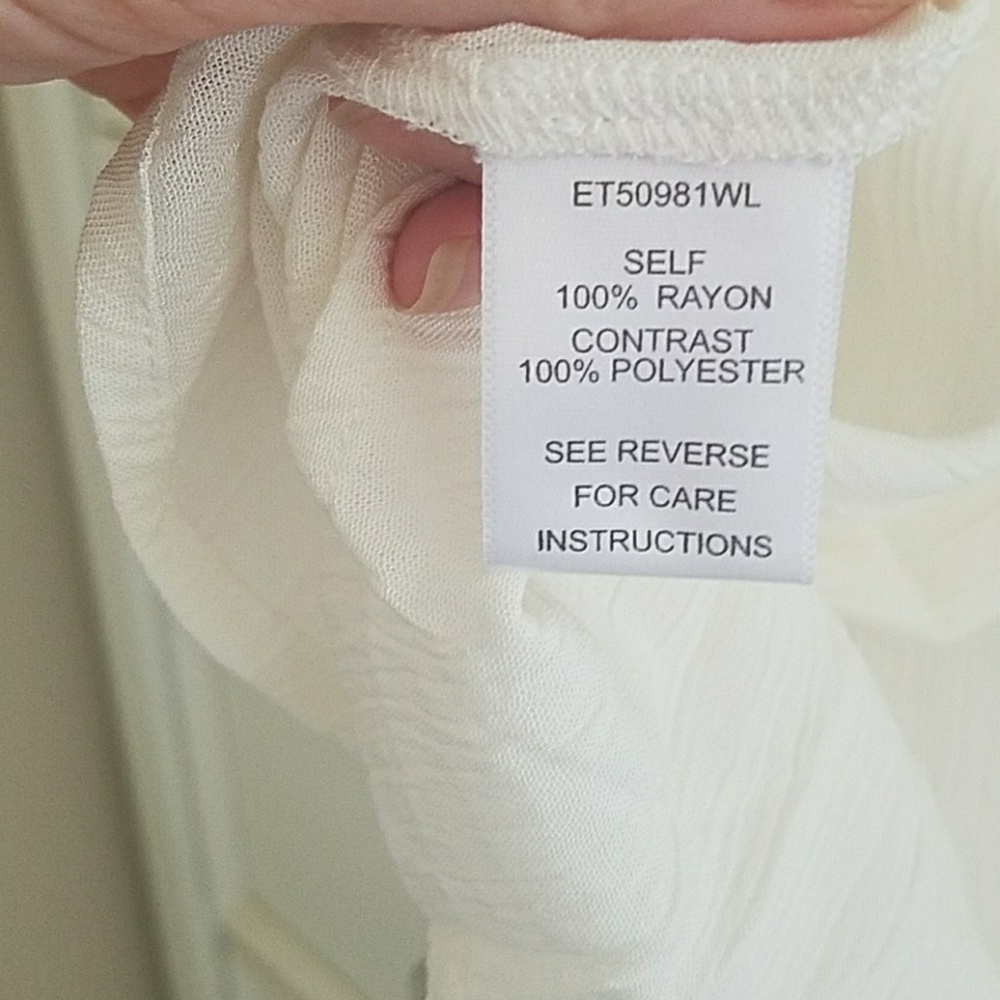 ET50981WL
SELF
100% RAYON
CONTRAST
100% POLYESTER
SEE REVERSE
FOR CARE
INSTRUCTIONS